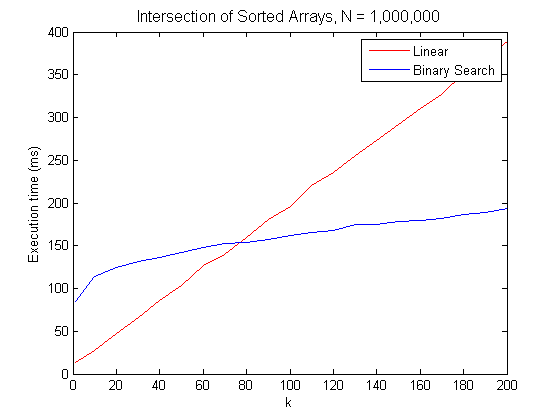 Intersection of Sorted Arrays, N = 1,000,000
Linear
Binary Search
400
350
300
250
200
150
100
50
0
Execution time (ms)
0 20 40 60 80 100 120 140 160 180 200
k